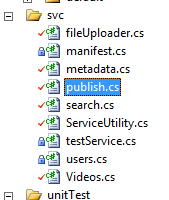 svc
fileUploader.cs
manifest.cs
metadata.cs
publish.cs
search.cs
ServiceUtility.cs
testService.cs
users.cs
Videos.cs
unitTest